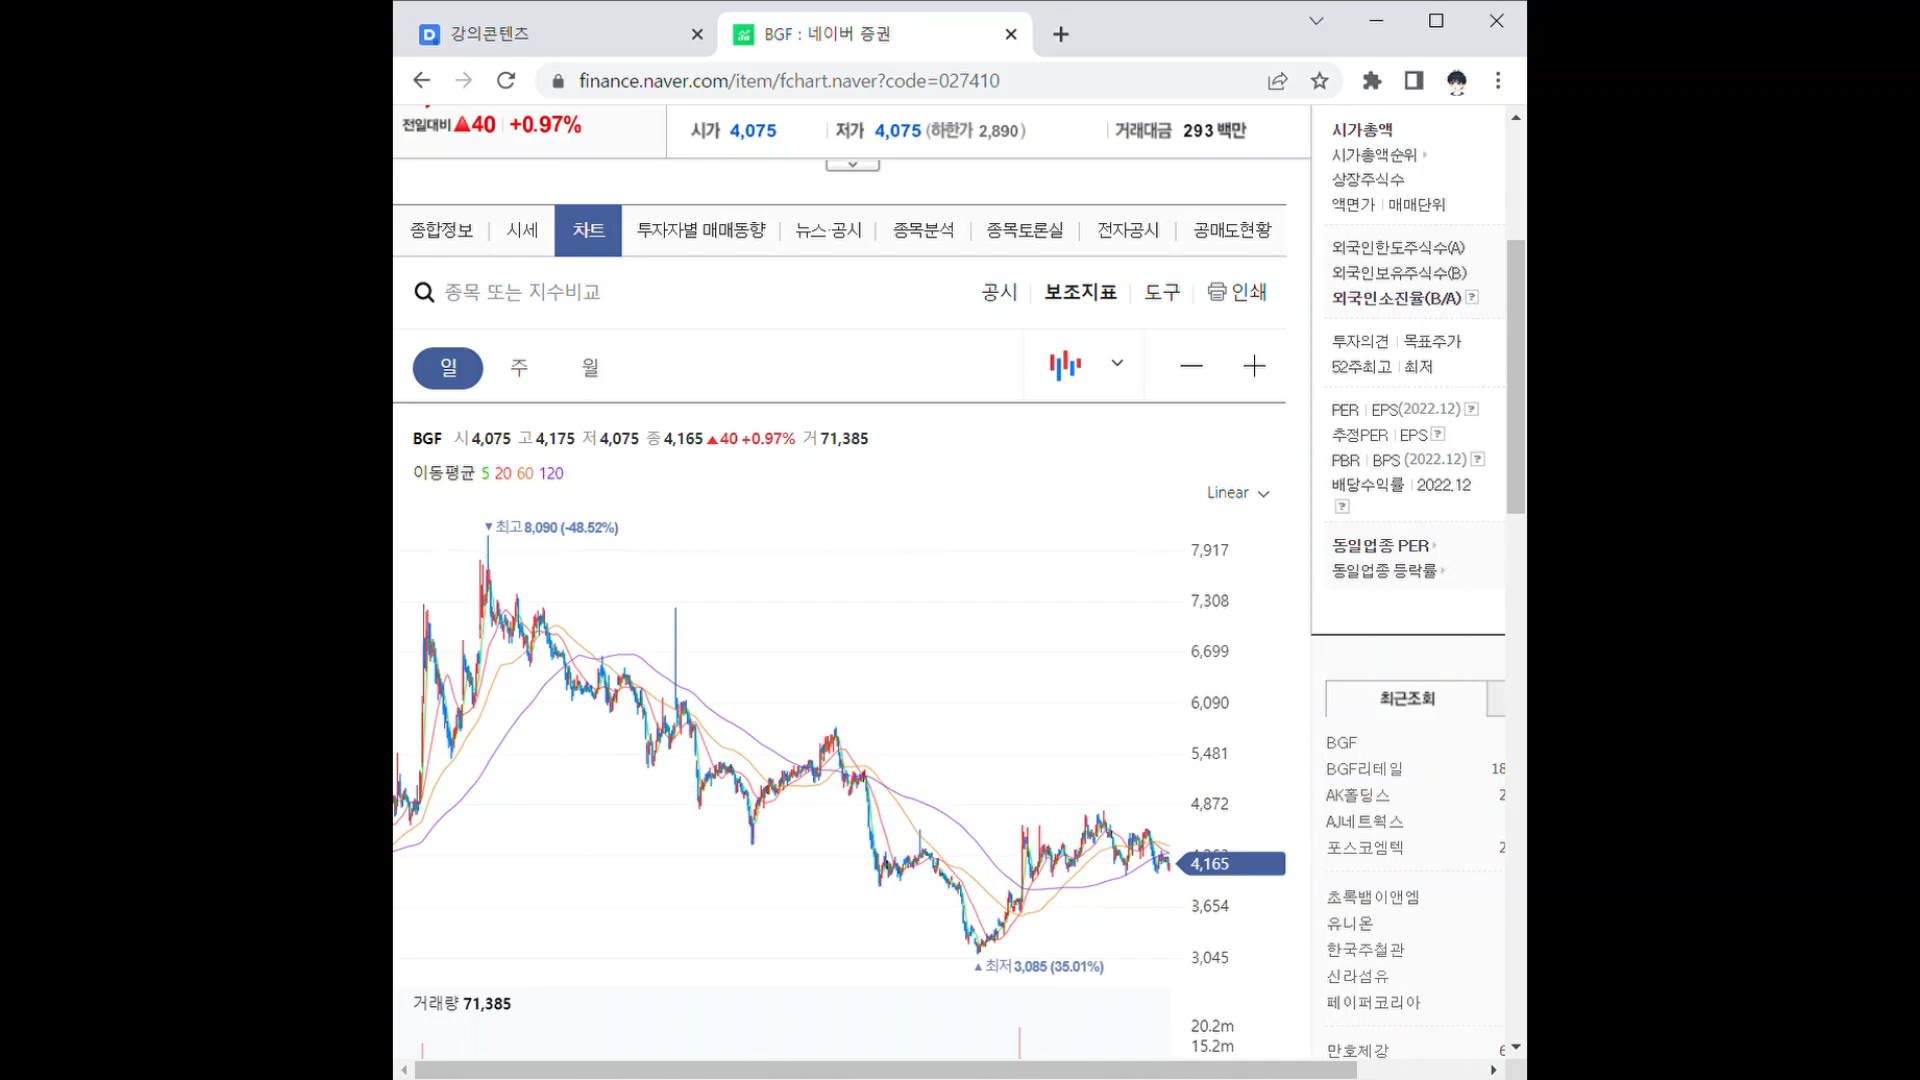 강의콘텐츠
BGF : 네이버 증권
finance.naver.com/item/fchart.naver?code=027410
전일대비 ▲40 +0.97%
시가 4,075 저가 4,075 (하한가 2,890) 거래대금 293 백만
종합정보 시세 차트 투자자별 매매동향 뉴스·공시 종목분석 종목토론실 전자공시 공매도현황
종목 또는 지수비교
공시 보조지표 도구 인쇄
일 주 월
BGF 시 4,075 고 4,175 저 4,075 종 4,165 ▲40 +0.97% 거 71,385
이동평균 5 20 60 120
Linear
▼최고 8,090 (-48.52%)
7,917
7,308
6,699
6,090
5,481
4,872
4,165
3,654
3,045
▲최저 3,085 (35.01%)
거래량 71,385
20.2m
15.2m
시가총액
시가총액순위
상장주식수
액면가 매매단위
외국인한도주식수(A)
외국인보유주식수(B)
외국인소진율(B/A) ?
투자의견 목표주가
52주최고 최저
PER EPS(2022.12) ?
추정PER EPS ?
PBR BPS (2022.12) ?
배당수익률 2022.12
?
동일업종 PER
동일업종 등락률
최근조회
BGF
BGF리테일 18
AK홀딩스 2
AJ네트웍스
포스코엠텍 2
초록뱀이앤엠
유니온
한국주철관
신라섬유
페이퍼코리아
만호제강 6